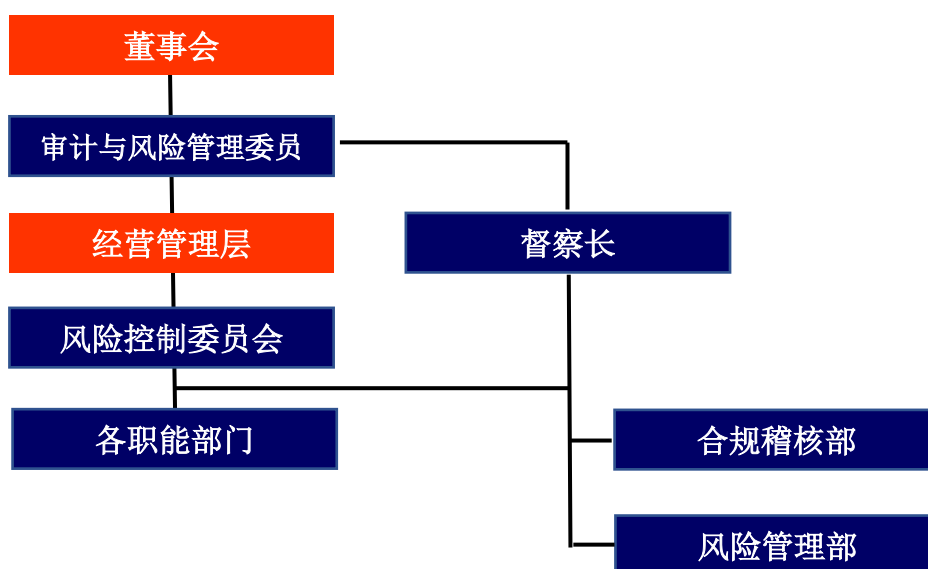 董事会
审计与风险管理委员
经营管理层
督察长
风险控制委员会
各职能部门
合规稽核部
风险管理部